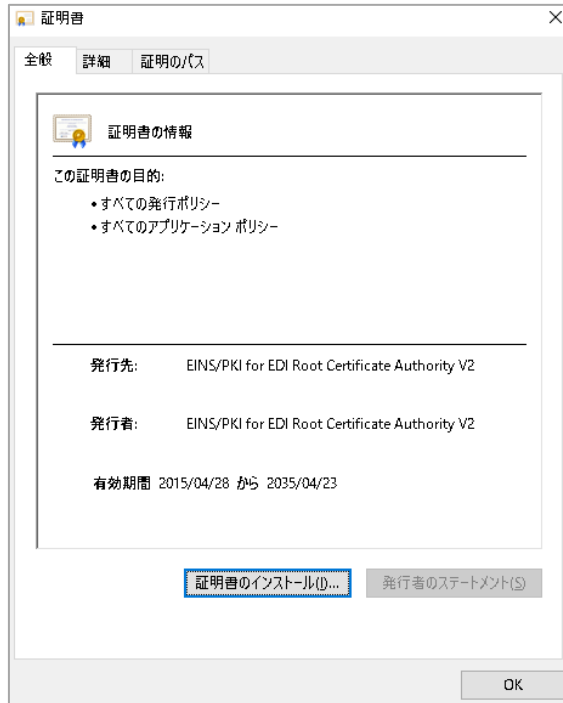 証明書
全般 詳細 証明のパス
証明書の情報
この証明書の目的:
•すべての発行ポリシー
•すべてのアプリケーション ポリシー
発行先: EINS/PKI for EDI Root Certificate Authority V2
発行者: EINS/PKI for EDI Root Certificate Authority V2
有効期間 2015/04/28 から 2035/04/23
証明書のインストール(I)... 発行者のステートメント(S)
OK